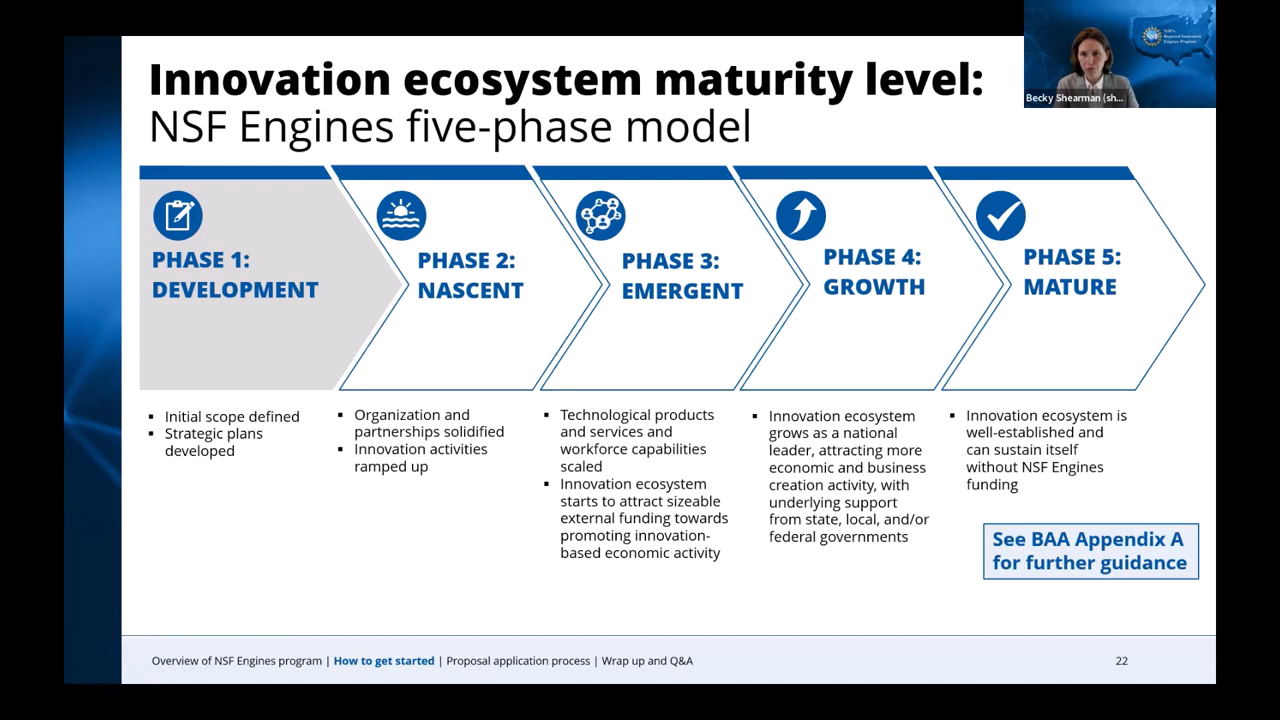 Innovation ecosystem maturity level:
NSF Engines five-phase model
NSF
NSF's
Regional Innovation
Engines Program
Becky Shearman (sh...
PHASE 1:
DEVELOPMENT
PHASE 2:
NASCENT
PHASE 3:
EMERGENT
PHASE 4:
GROWTH
PHASE 5:
MATURE
▪ Initial scope defined
▪ Strategic plans
developed
▪ Organization and
partnerships solidified
▪ Innovation activities
ramped up
▪ Technological products
and services and
workforce capabilities
scaled
▪ Innovation ecosystem
starts to attract sizeable
external funding towards
promoting innovation-
based economic activity
▪ Innovation ecosystem
grows as a national
leader, attracting more
economic and business
creation activity, with
underlying support
from state, local, and/or
federal governments
▪ Innovation ecosystem is
well-established and
can sustain itself
without NSF Engines
funding
See BAA Appendix A
for further guidance
Overview of NSF Engines program | How to get started | Proposal application process | Wrap up and Q&A
22